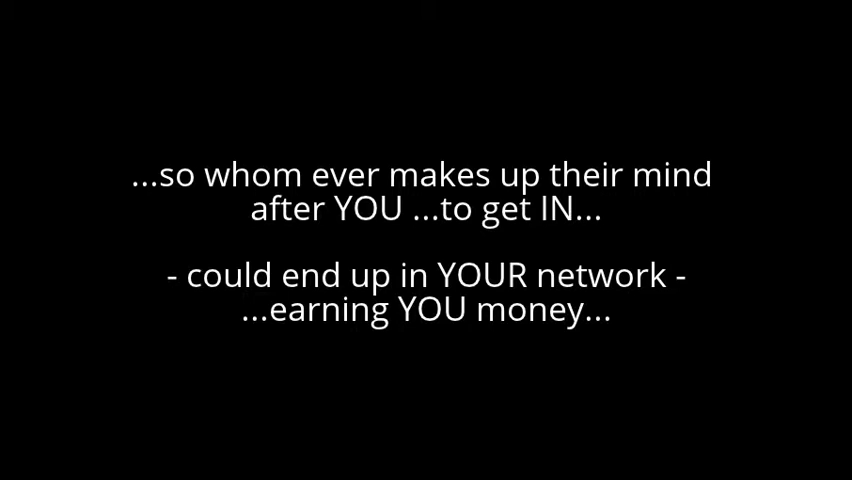 ...so whom ever makes up their mind
after YOU ...to get IN...
- could end up in YOUR network -
...earning YOU money...